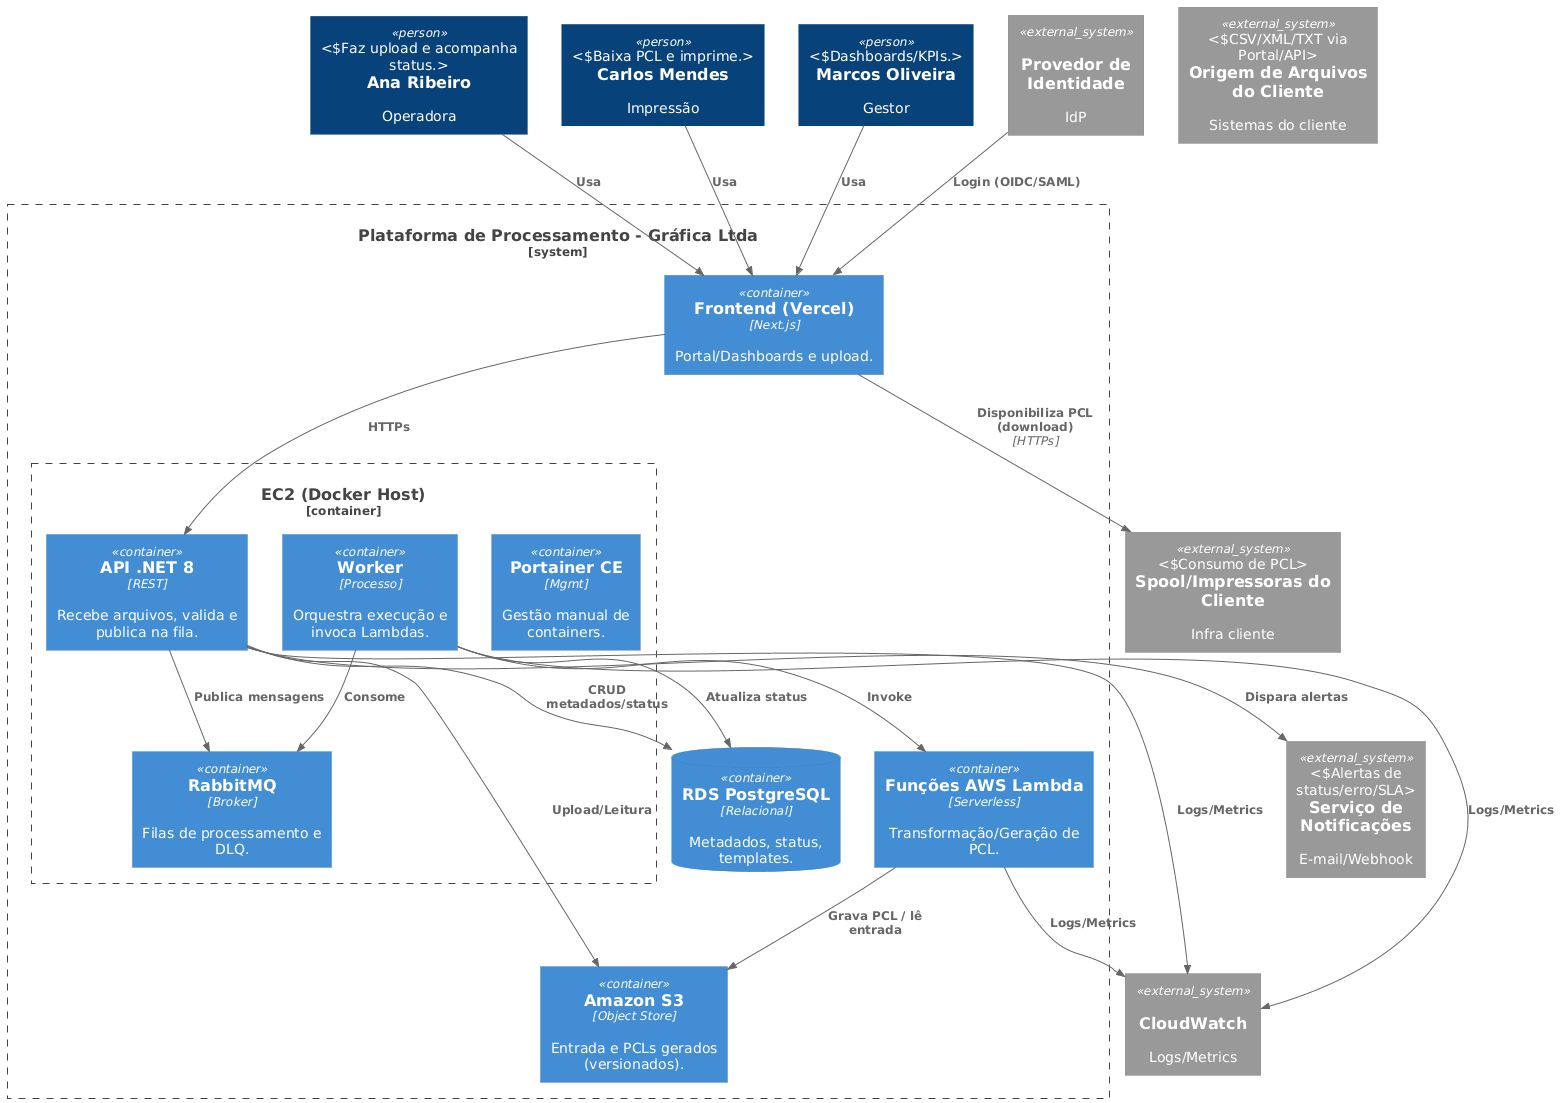 «person»
<$Faz upload e acompanha
status.>
Ana Ribeiro
Operadora
«person»
<$Baixa PCL e imprime.>
Carlos Mendes
Impressão
«person»
<$Dashboards/KPIs.>
Marcos Oliveira
Gestor
«external_system»
Provedor de
Identidade
IdP
«external_system»
<$CSV/XML/TXT via
Portal/API>
Origem de Arquivos
do Cliente
Sistemas do cliente
Usa
Usa
Usa
Login (OIDC/SAML)
Plataforma de Processamento - Gráfica Ltda
[system]
«container»
Frontend (Vercel)
[Next.js]
Portal/Dashboards e upload.
HTTPs
Disponibiliza PCL
(download)
[HTTPs]
EC2 (Docker Host)
[container]
«container»
API .NET 8
[REST]
Recebe arquivos, valida e
publica na fila.
«container»
Worker
[Processo]
Orquestra execução e
invoca Lambdas.
«container»
Portainer CE
[Mgmt]
Gestão manual de
containers.
«external_system»
<$Consumo de PCL>
Spool/Impressoras do
Cliente
Infra cliente
Publica mensagens
Consome
CRUD
metadados/status
Atualiza status
Invoke
Dispara alertas
«container»
RabbitMQ
[Broker]
Filas de processamento e
DLQ.
Upload/Leitura
«container»
RDS PostgreSQL
[Relacional]
Metadados, status,
templates.
«container»
Funções AWS Lambda
[Serverless]
Transformação/Geração de
PCL.
Logs/Metrics
«external_system»
<$Alertas de
status/erro/SLA>
Serviço de
Notificações
E-mail/Webhook
Logs/Metrics
Grava PCL / lê
entrada
Logs/Metrics
«container»
Amazon S3
[Object Store]
Entrada e PCLs gerados
(versionados).
«external_system»
CloudWatch
Logs/Metrics